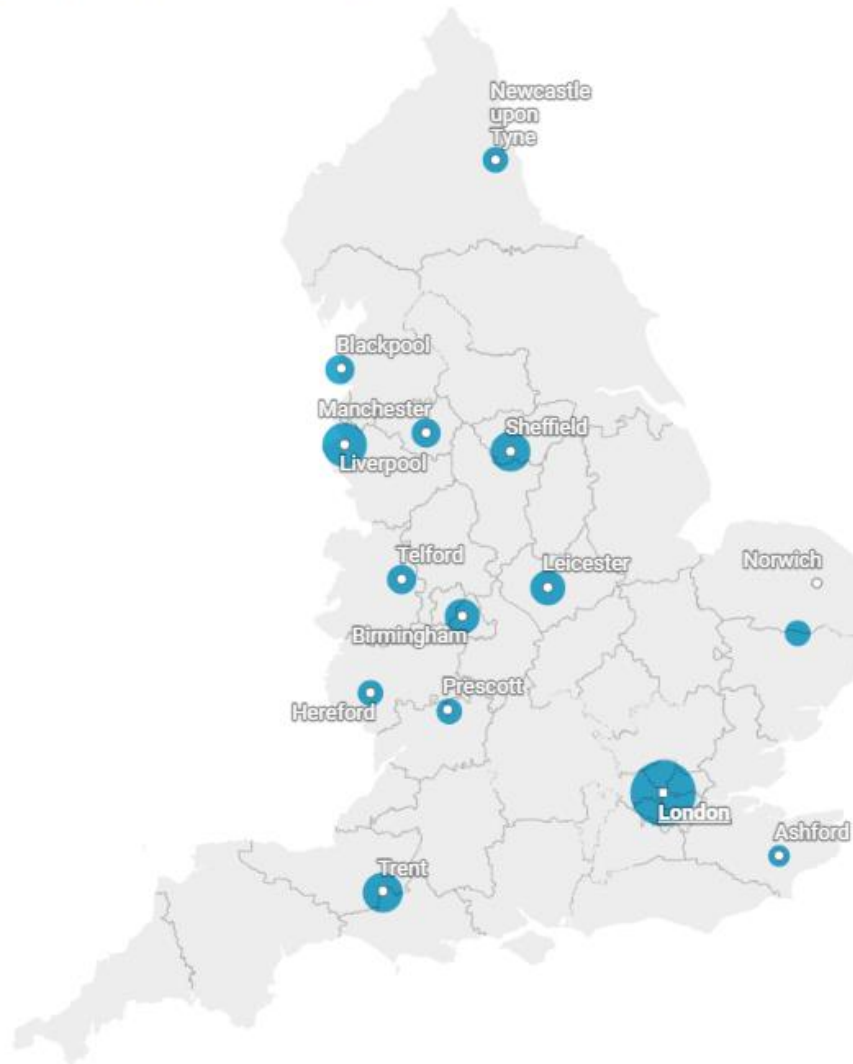 Newcastle
upon
Tyne
Blackpool
Manchester
Sheffield
Liverpool
Telford
Leicester
Norwich
Birmingham
Prescott
Hereford
London
Ashford
Trent